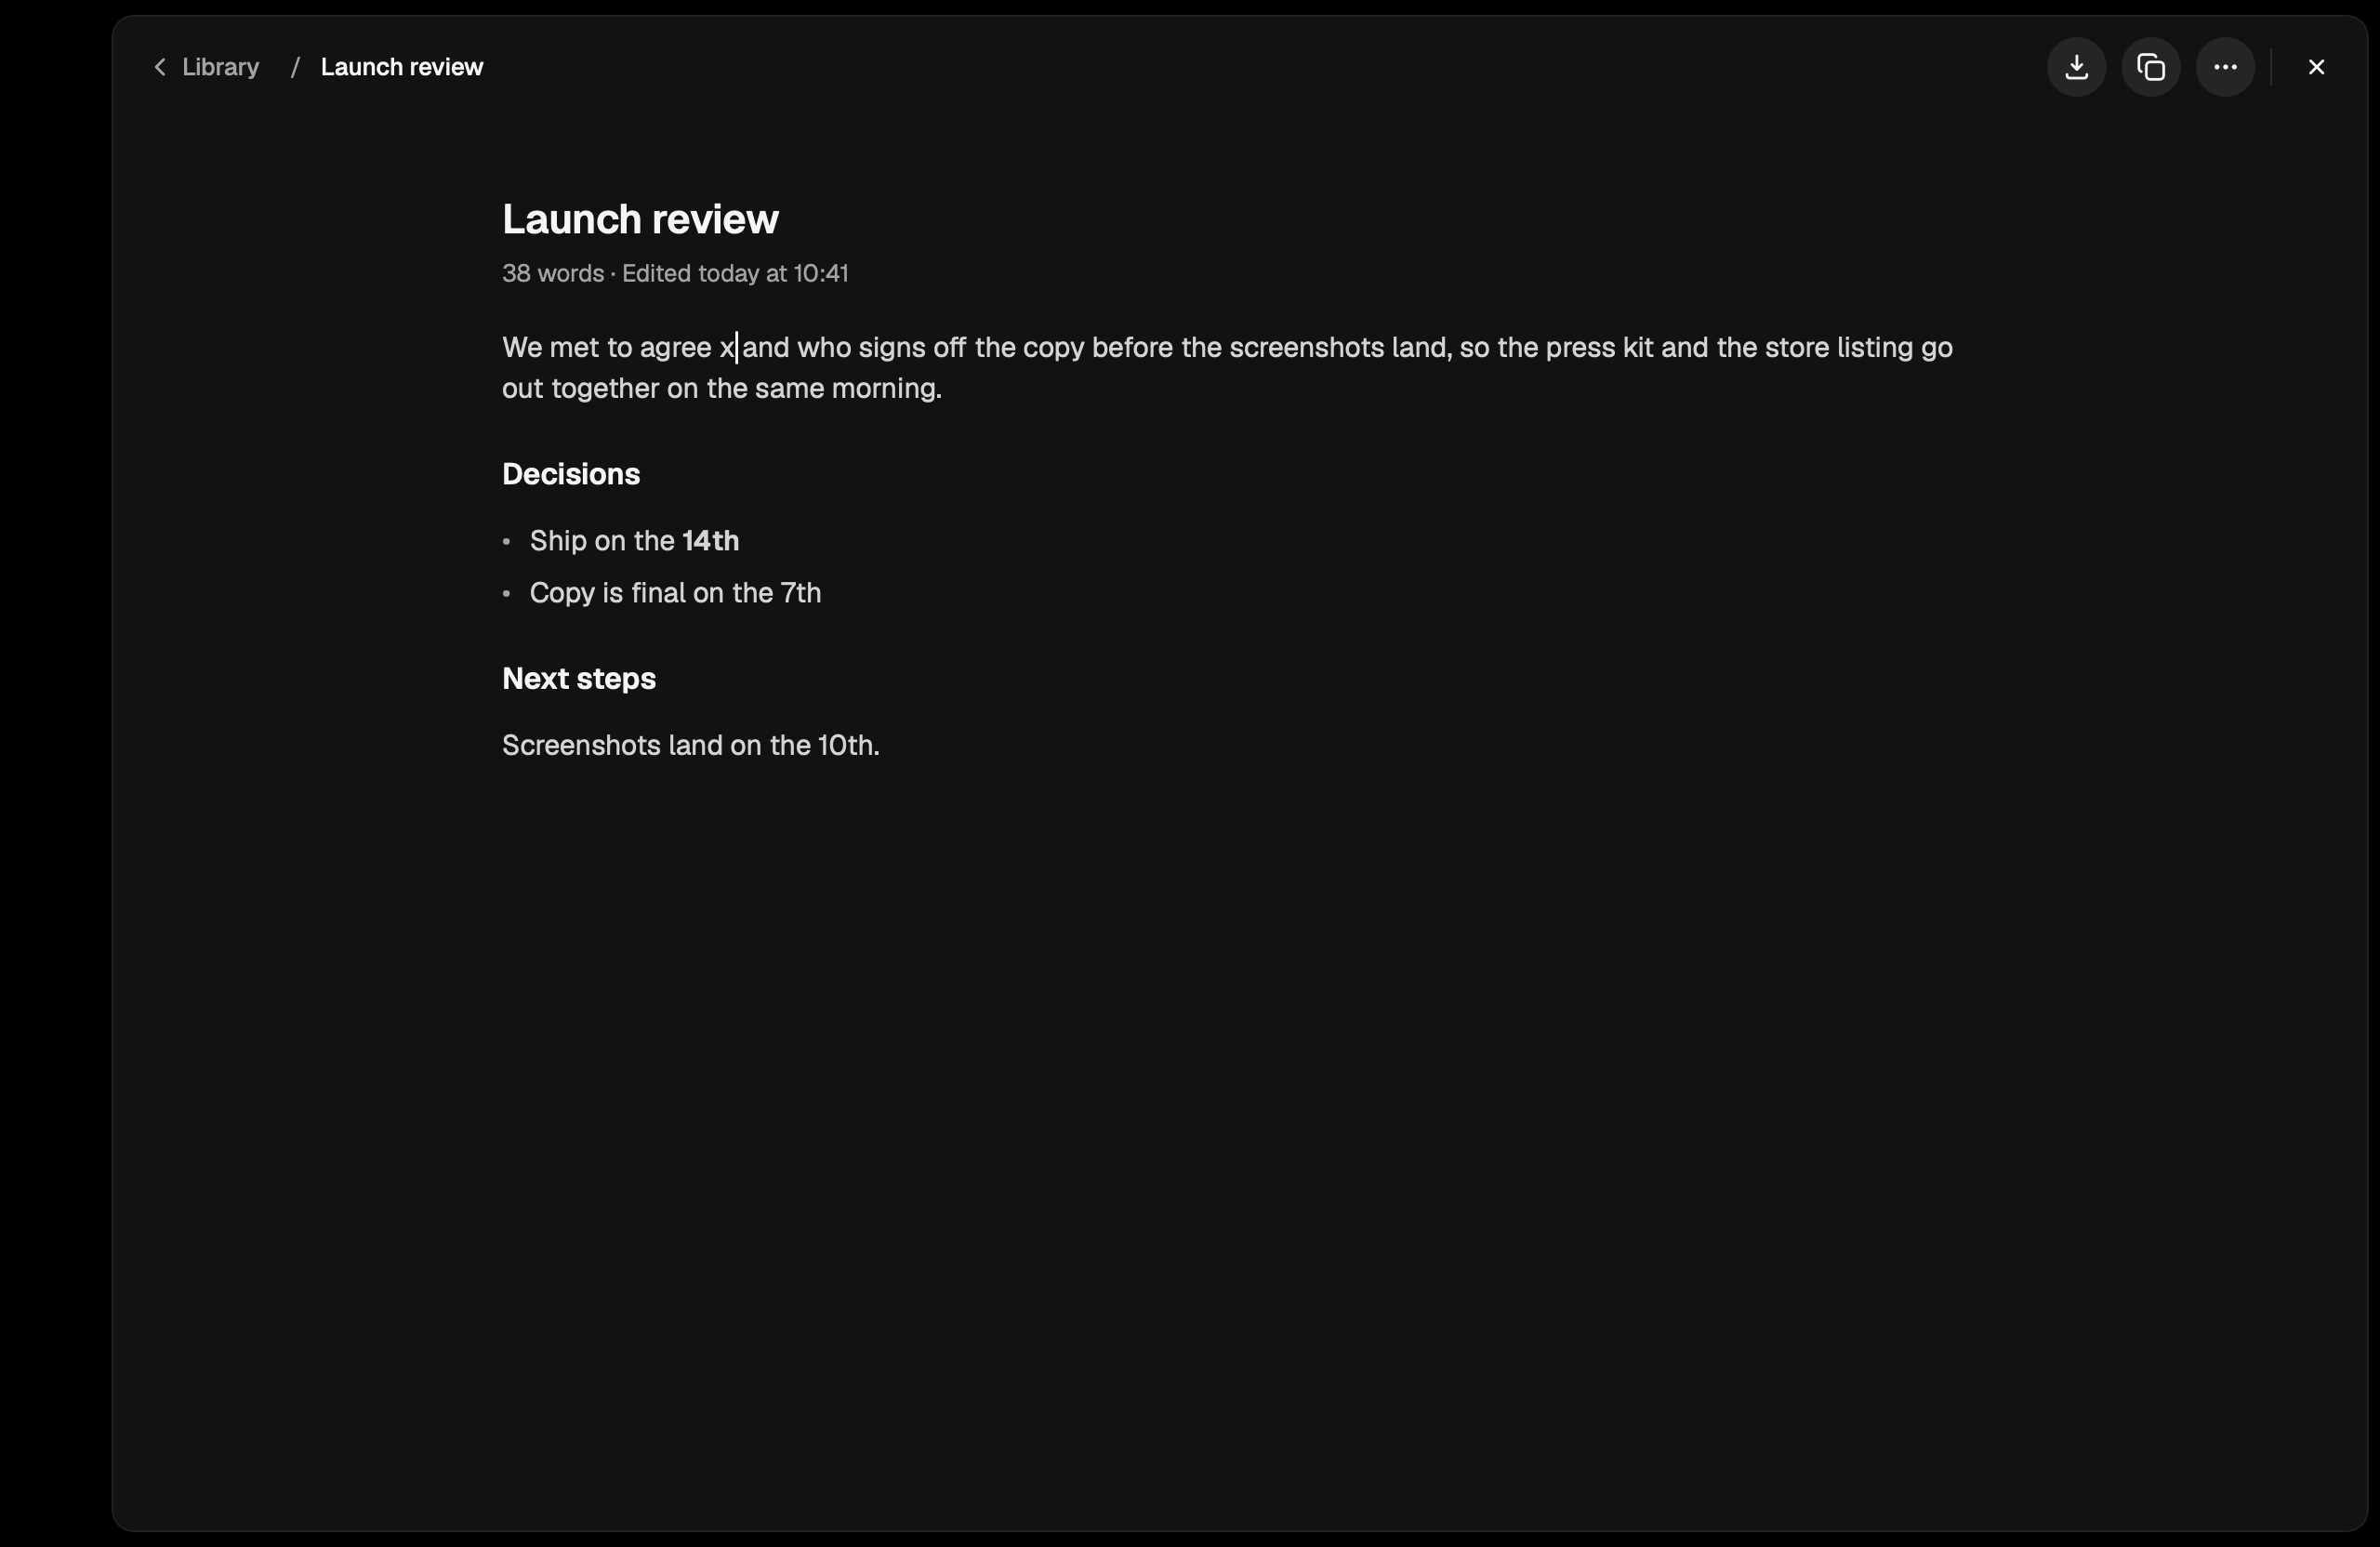 Library / Launch review
Launch review
38 words · Edited today at 10:41
We met to agree x and who signs off the copy before the screenshots land, so the press kit and the store listing go
out together on the same morning.
Decisions
• Ship on the 14th
• Copy is final on the 7th
Next steps
Screenshots land on the 10th.